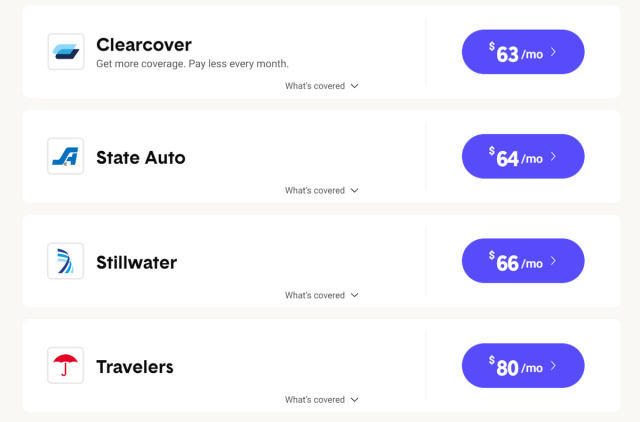 Clearcover
Get more coverage. Pay less every month.
What's covered
$63/mo
State Auto
What's covered
$64/mo
Stillwater
What's covered
$66/mo
Travelers
What's covered
$80/mo